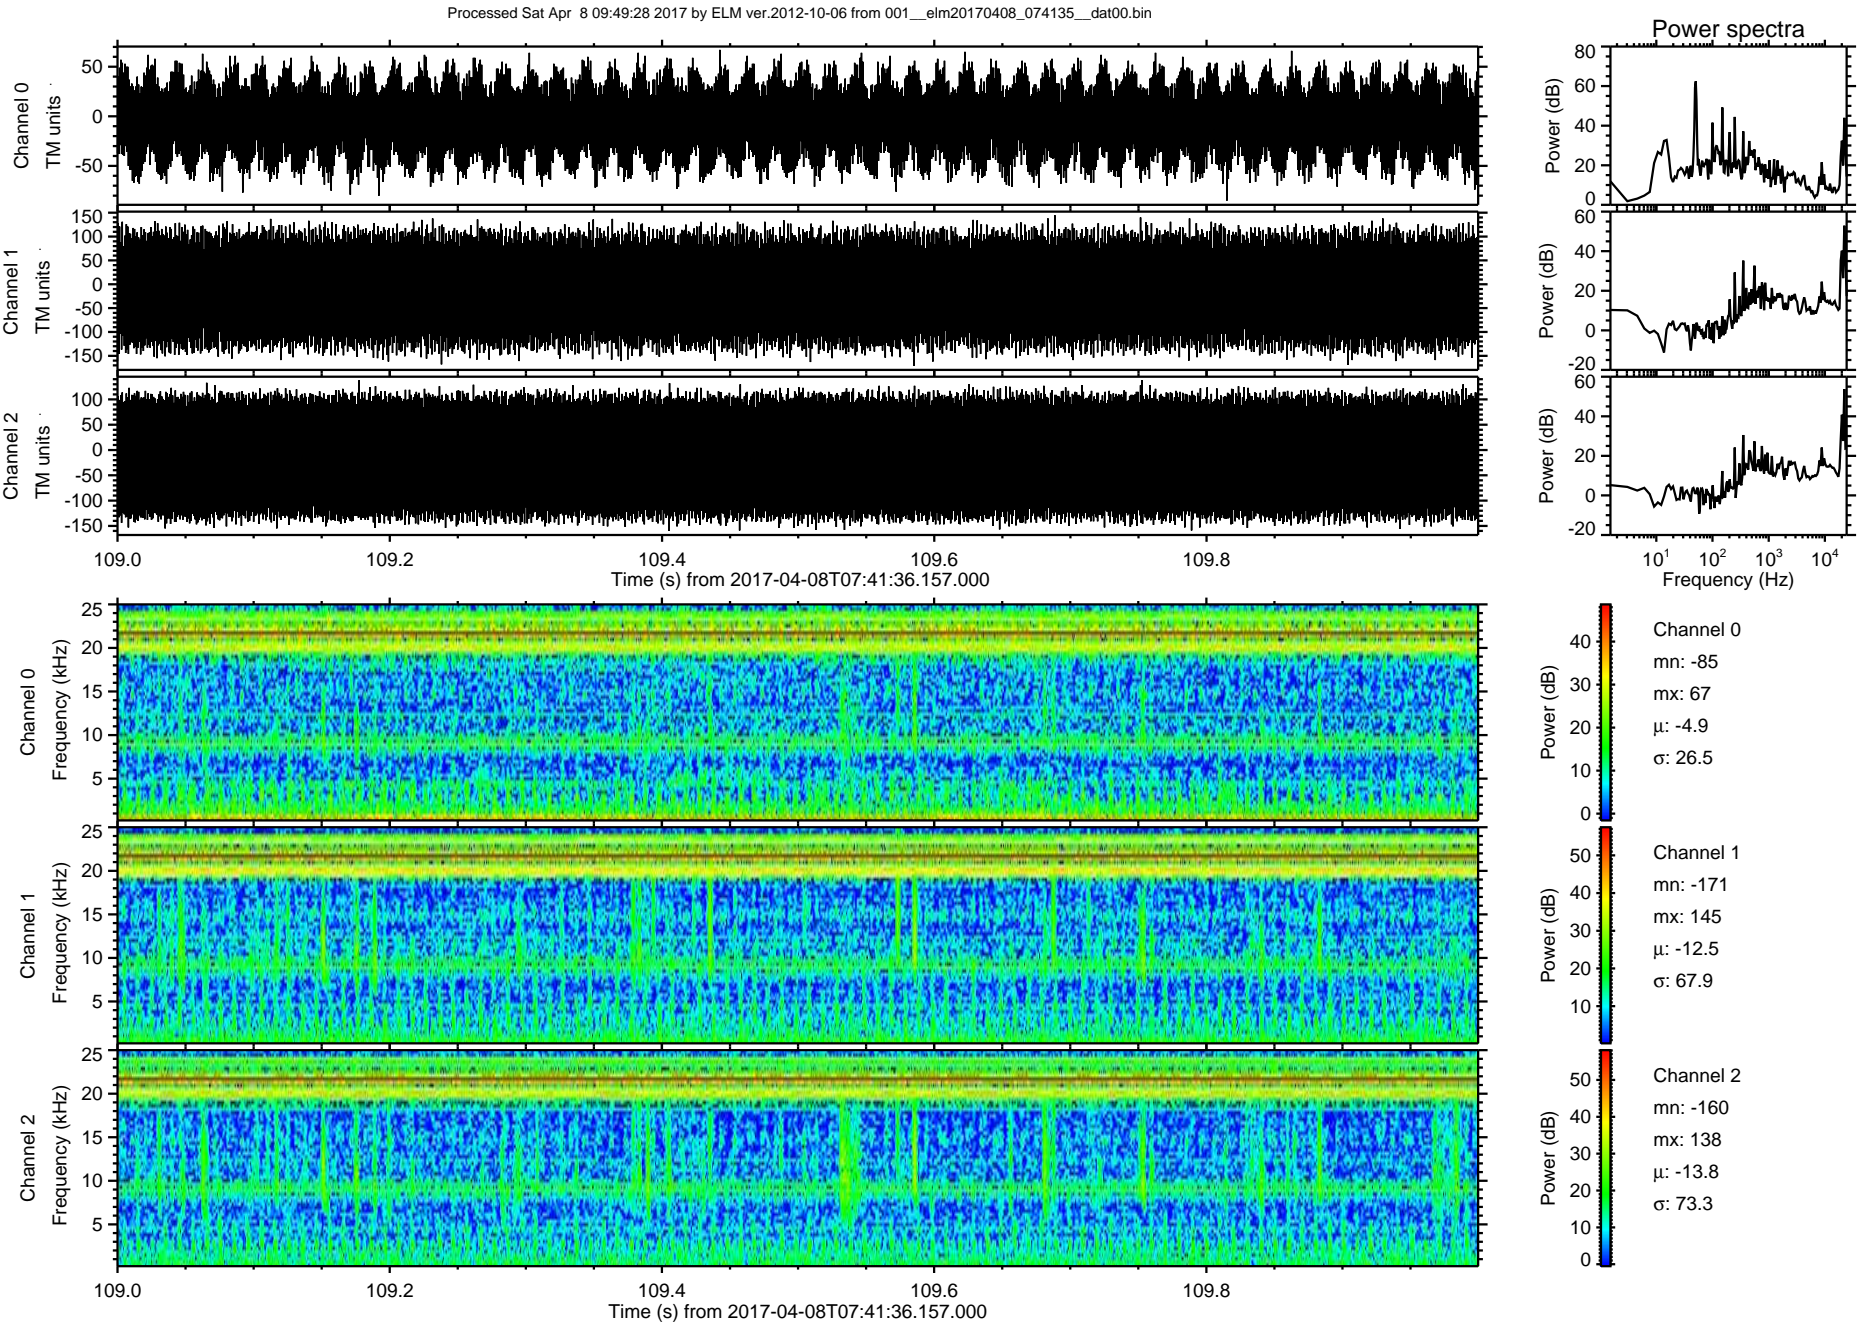 Processed Sat Apr  8 09:49:28 2017 by ELM ver.2012-10-06 from 001__elm20170408_074135__dat00.bin
Power spectra
Channel 0
TM units
50
0
-50
Power (dB)
80
60
40
20
0
Channel 1
TM units
150
100
50
0
-50
-100
-150
Power (dB)
60
40
20
0
-20
Channel 2
TM units
100
50
0
-50
-100
-150
Power (dB)
60
40
20
0
-20
109.0 109.2 109.4 109.6 109.8
Time (s) from 2017-04-08T07:41:36.157.000
10¹ 10² 10³ 10⁴
Frequency (Hz)
Channel 0
Frequency (kHz)
25
20
15
10
5
Power (dB)
40
30
20
10
0
Channel 0
mn: -85
mx: 67
μ: -4.9
σ: 26.5
Channel 1
Frequency (kHz)
25
20
15
10
5
Power (dB)
50
40
30
20
10
Channel 1
mn: -171
mx: 145
μ: -12.5
σ: 67.9
Channel 2
Frequency (kHz)
25
20
15
10
5
Power (dB)
50
40
30
20
10
0
Channel 2
mn: -160
mx: 138
μ: -13.8
σ: 73.3
109.0 109.2 109.4 109.6 109.8
Time (s) from 2017-04-08T07:41:36.157.000